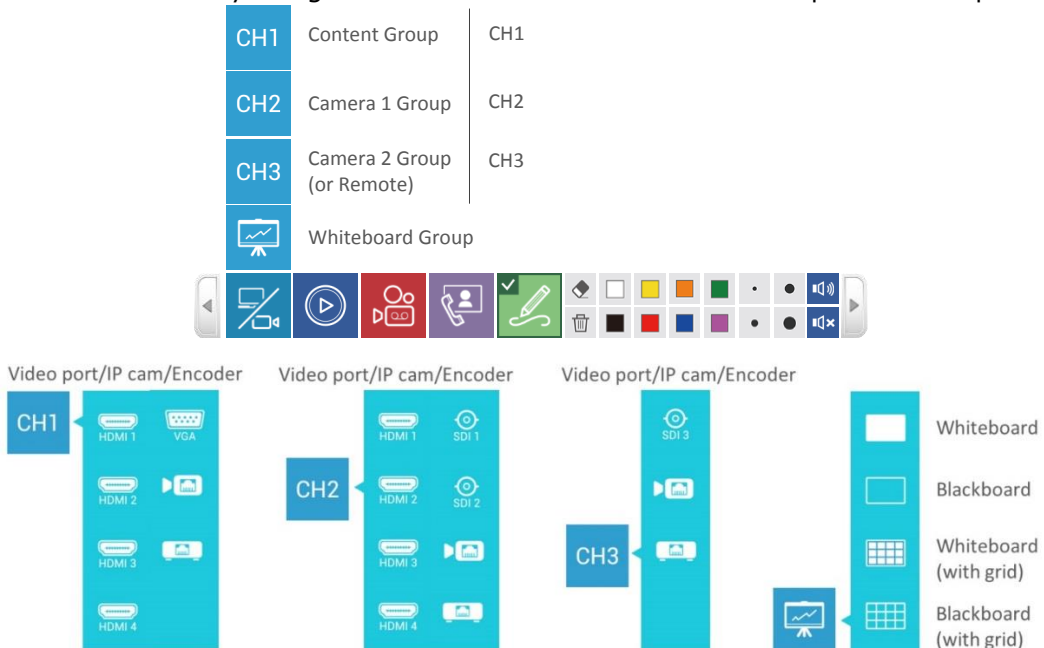 CH1 Content Group CH1
CH2 Camera 1 Group CH2
CH3 Camera 2 Group CH3
(or Remote)
Whiteboard Group
Video port/IP cam/Encoder
CH1
HDMI 1 VGA
HDMI 2
HDMI 3
HDMI 4
Video port/IP cam/Encoder
CH2
HDMI 1 SDI 1
HDMI 2 SDI 2
HDMI 3
HDMI 4
Video port/IP cam/Encoder
CH3
SDI 3
Whiteboard
Blackboard
Whiteboard
(with grid)
Blackboard
(with grid)